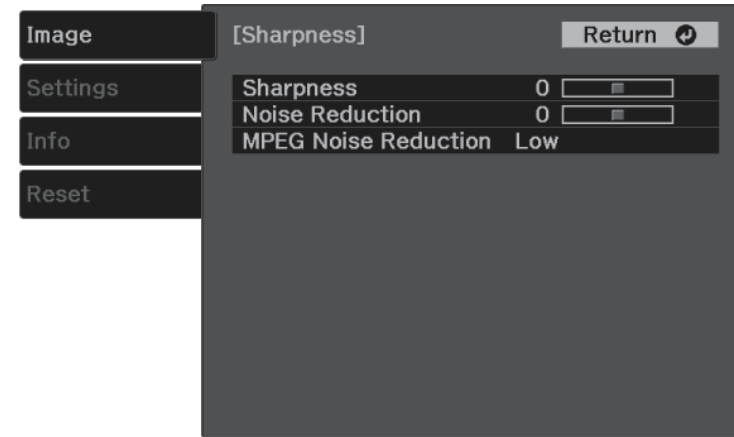 Image
Settings
Info
Reset
[Sharpness]
Return
Sharpness 0
Noise Reduction 0
MPEG Noise Reduction Low